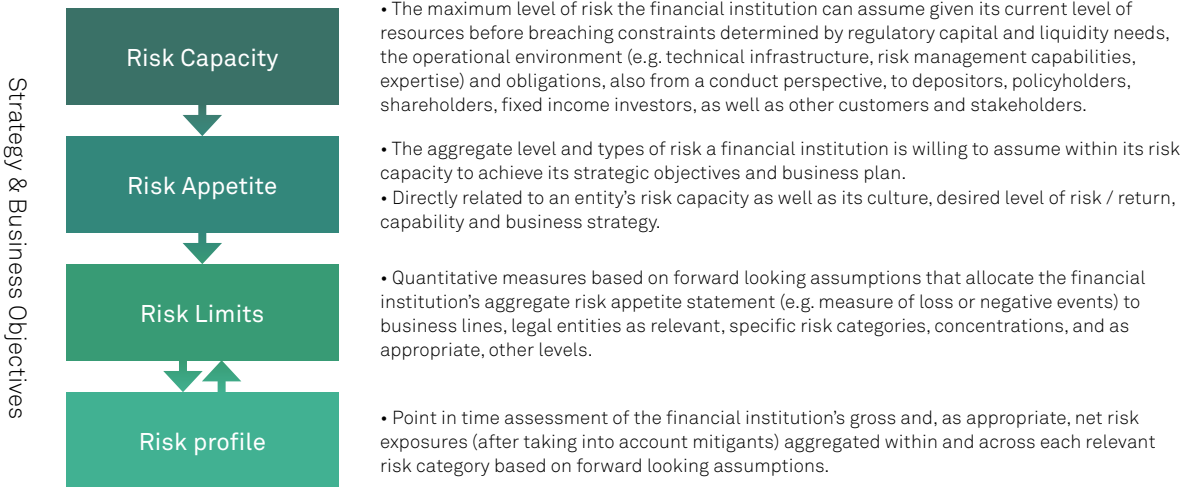 Strategy & Business Objectives
Risk Capacity
• The maximum level of risk the financial institution can assume given its current level of
resources before breaching constraints determined by regulatory capital and liquidity needs,
the operational environment (e.g. technical infrastructure, risk management capabilities,
expertise) and obligations, also from a conduct perspective, to depositors, policyholders,
shareholders, fixed income investors, as well as other customers and stakeholders.
Risk Appetite
• The aggregate level and types of risk a financial institution is willing to assume within its risk
capacity to achieve its strategic objectives and business plan.
• Directly related to an entity’s risk capacity as well as its culture, desired level of risk / return,
capability and business strategy.
Risk Limits
• Quantitative measures based on forward looking assumptions that allocate the financial
institution’s aggregate risk appetite statement (e.g. measure of loss or negative events) to
business lines, legal entities as relevant, specific risk categories, concentrations, and as
appropriate, other levels.
Risk profile
• Point in time assessment of the financial institution’s gross and, as appropriate, net risk
exposures (after taking into account mitigants) aggregated within and across each relevant
risk category based on forward looking assumptions.